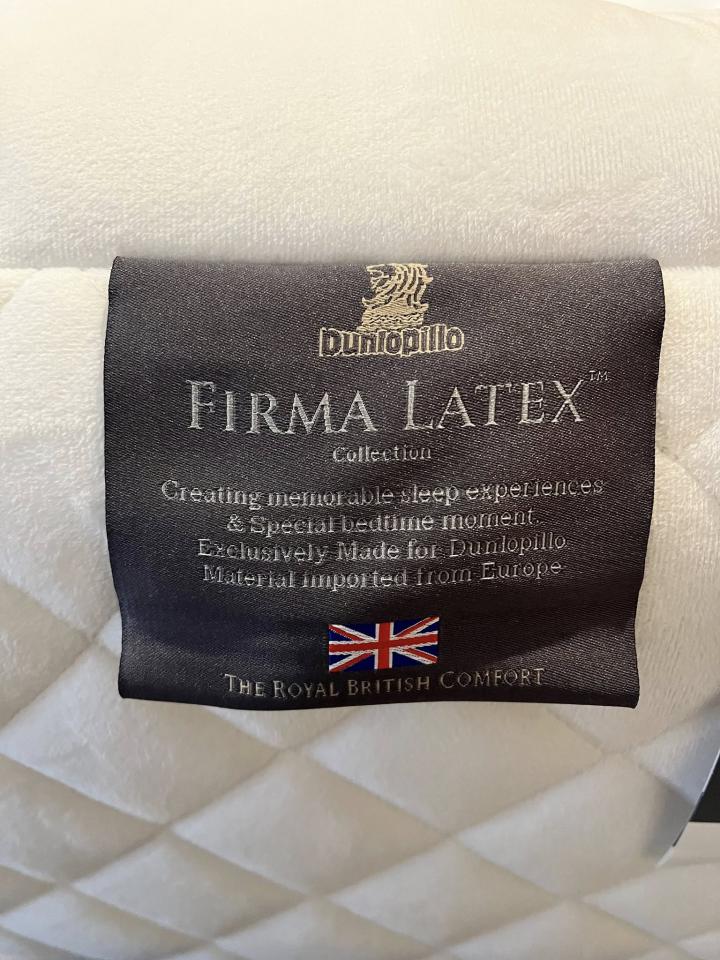 Dunlopillo
FIRMA LATEX™
Collection
Creating memorable sleep experiences
& Special bedtime moment.
Exclusively Made for Dunlopillo
Material imported from Europe
THE ROYAL BRITISH COMFORT